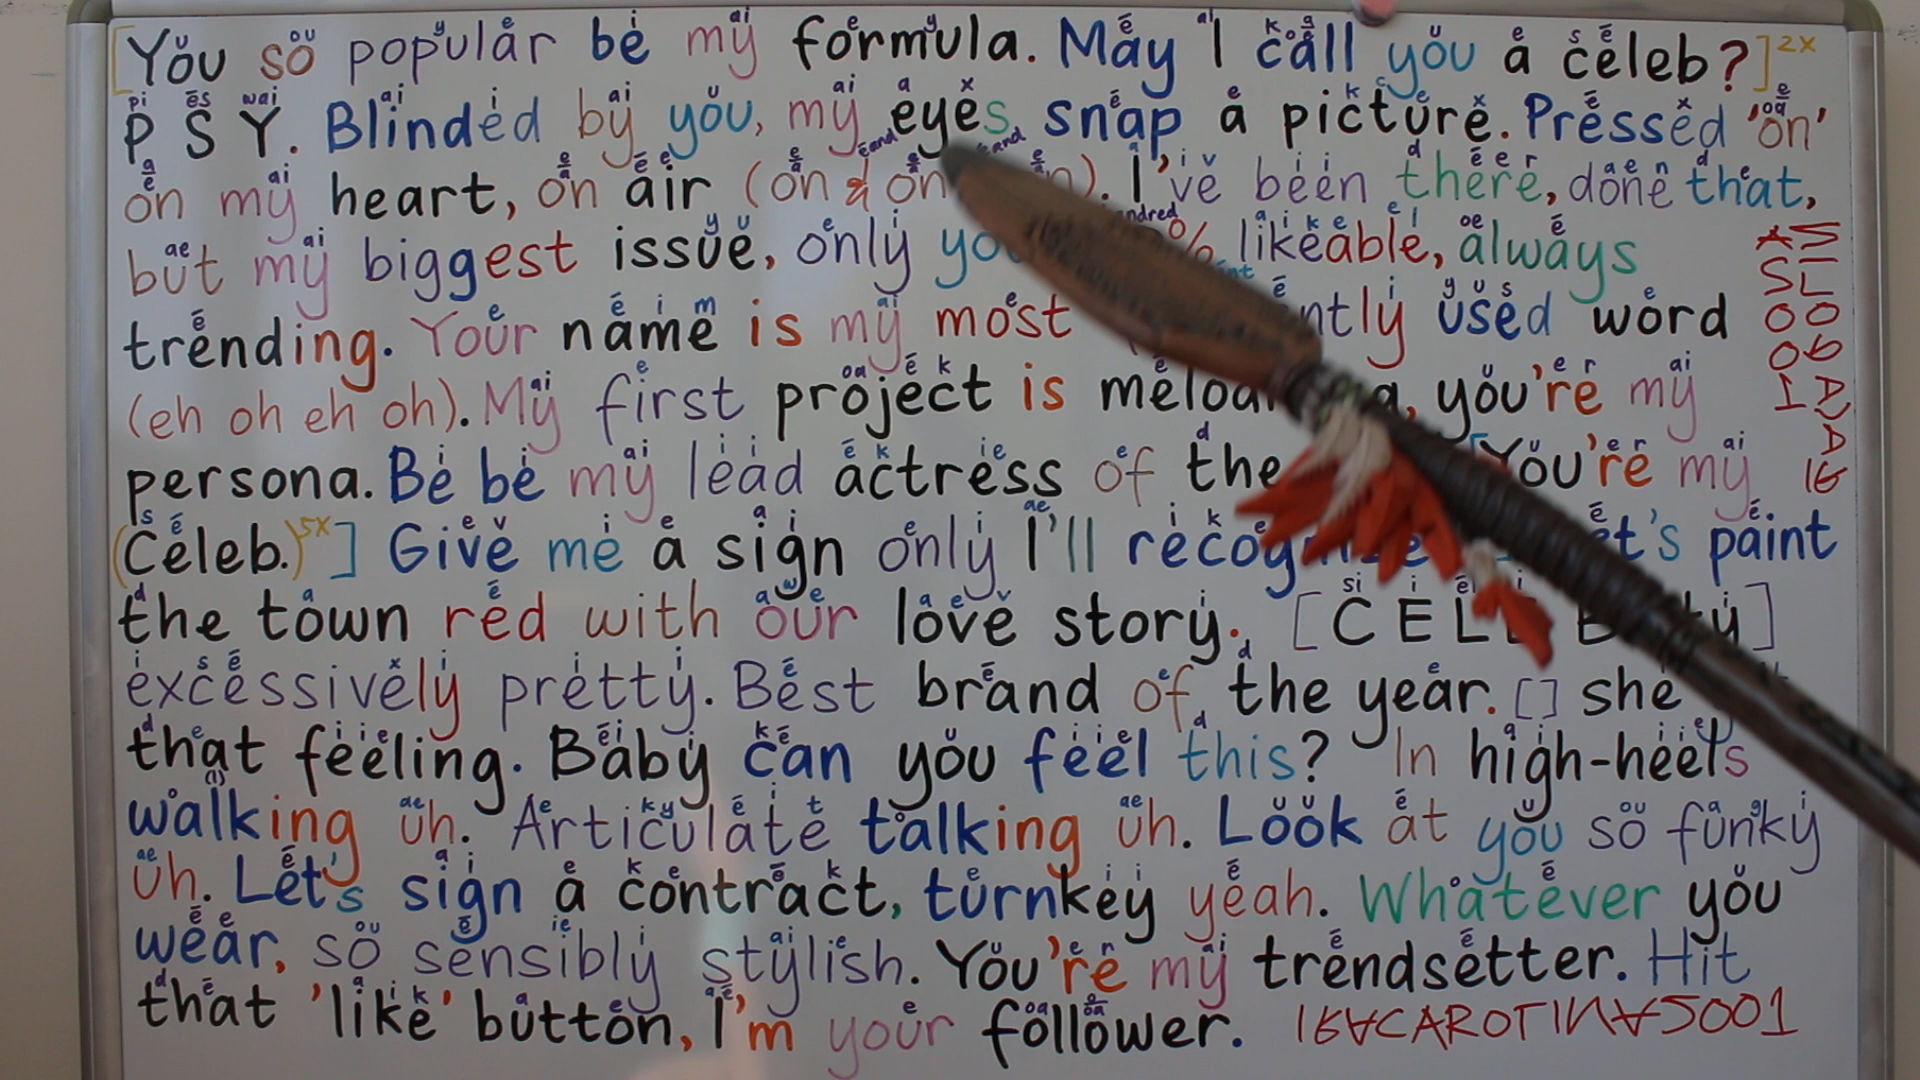 [You so popular be my formula. May I call you a celeb?]2x
P S Y. Blinded by you, my eyes snap a picture. Pressed 'on'
on my heart, on air (on & on). I've been there, done that,
but my biggest issue, only % likeable, always
trending. Your name is my most used word
(eh oh eh oh). My first project is you're my
persona. Be be my lead actress of the You're my
(Celeb.)5x] Give me a sign only I'll paint
the town red with our love story. [C E
excessively pretty. Best brand of the year. [] she
that feeling. Baby can you feel this? In high-heels
walking uh. Articulate talking uh. Look at you so funky
uh. Let's sign a contract, turnkey yeah. Whatever you
wear, so sensibly stylish. You're my trendsetter. Hit
that 'like' button, I'm your follower.